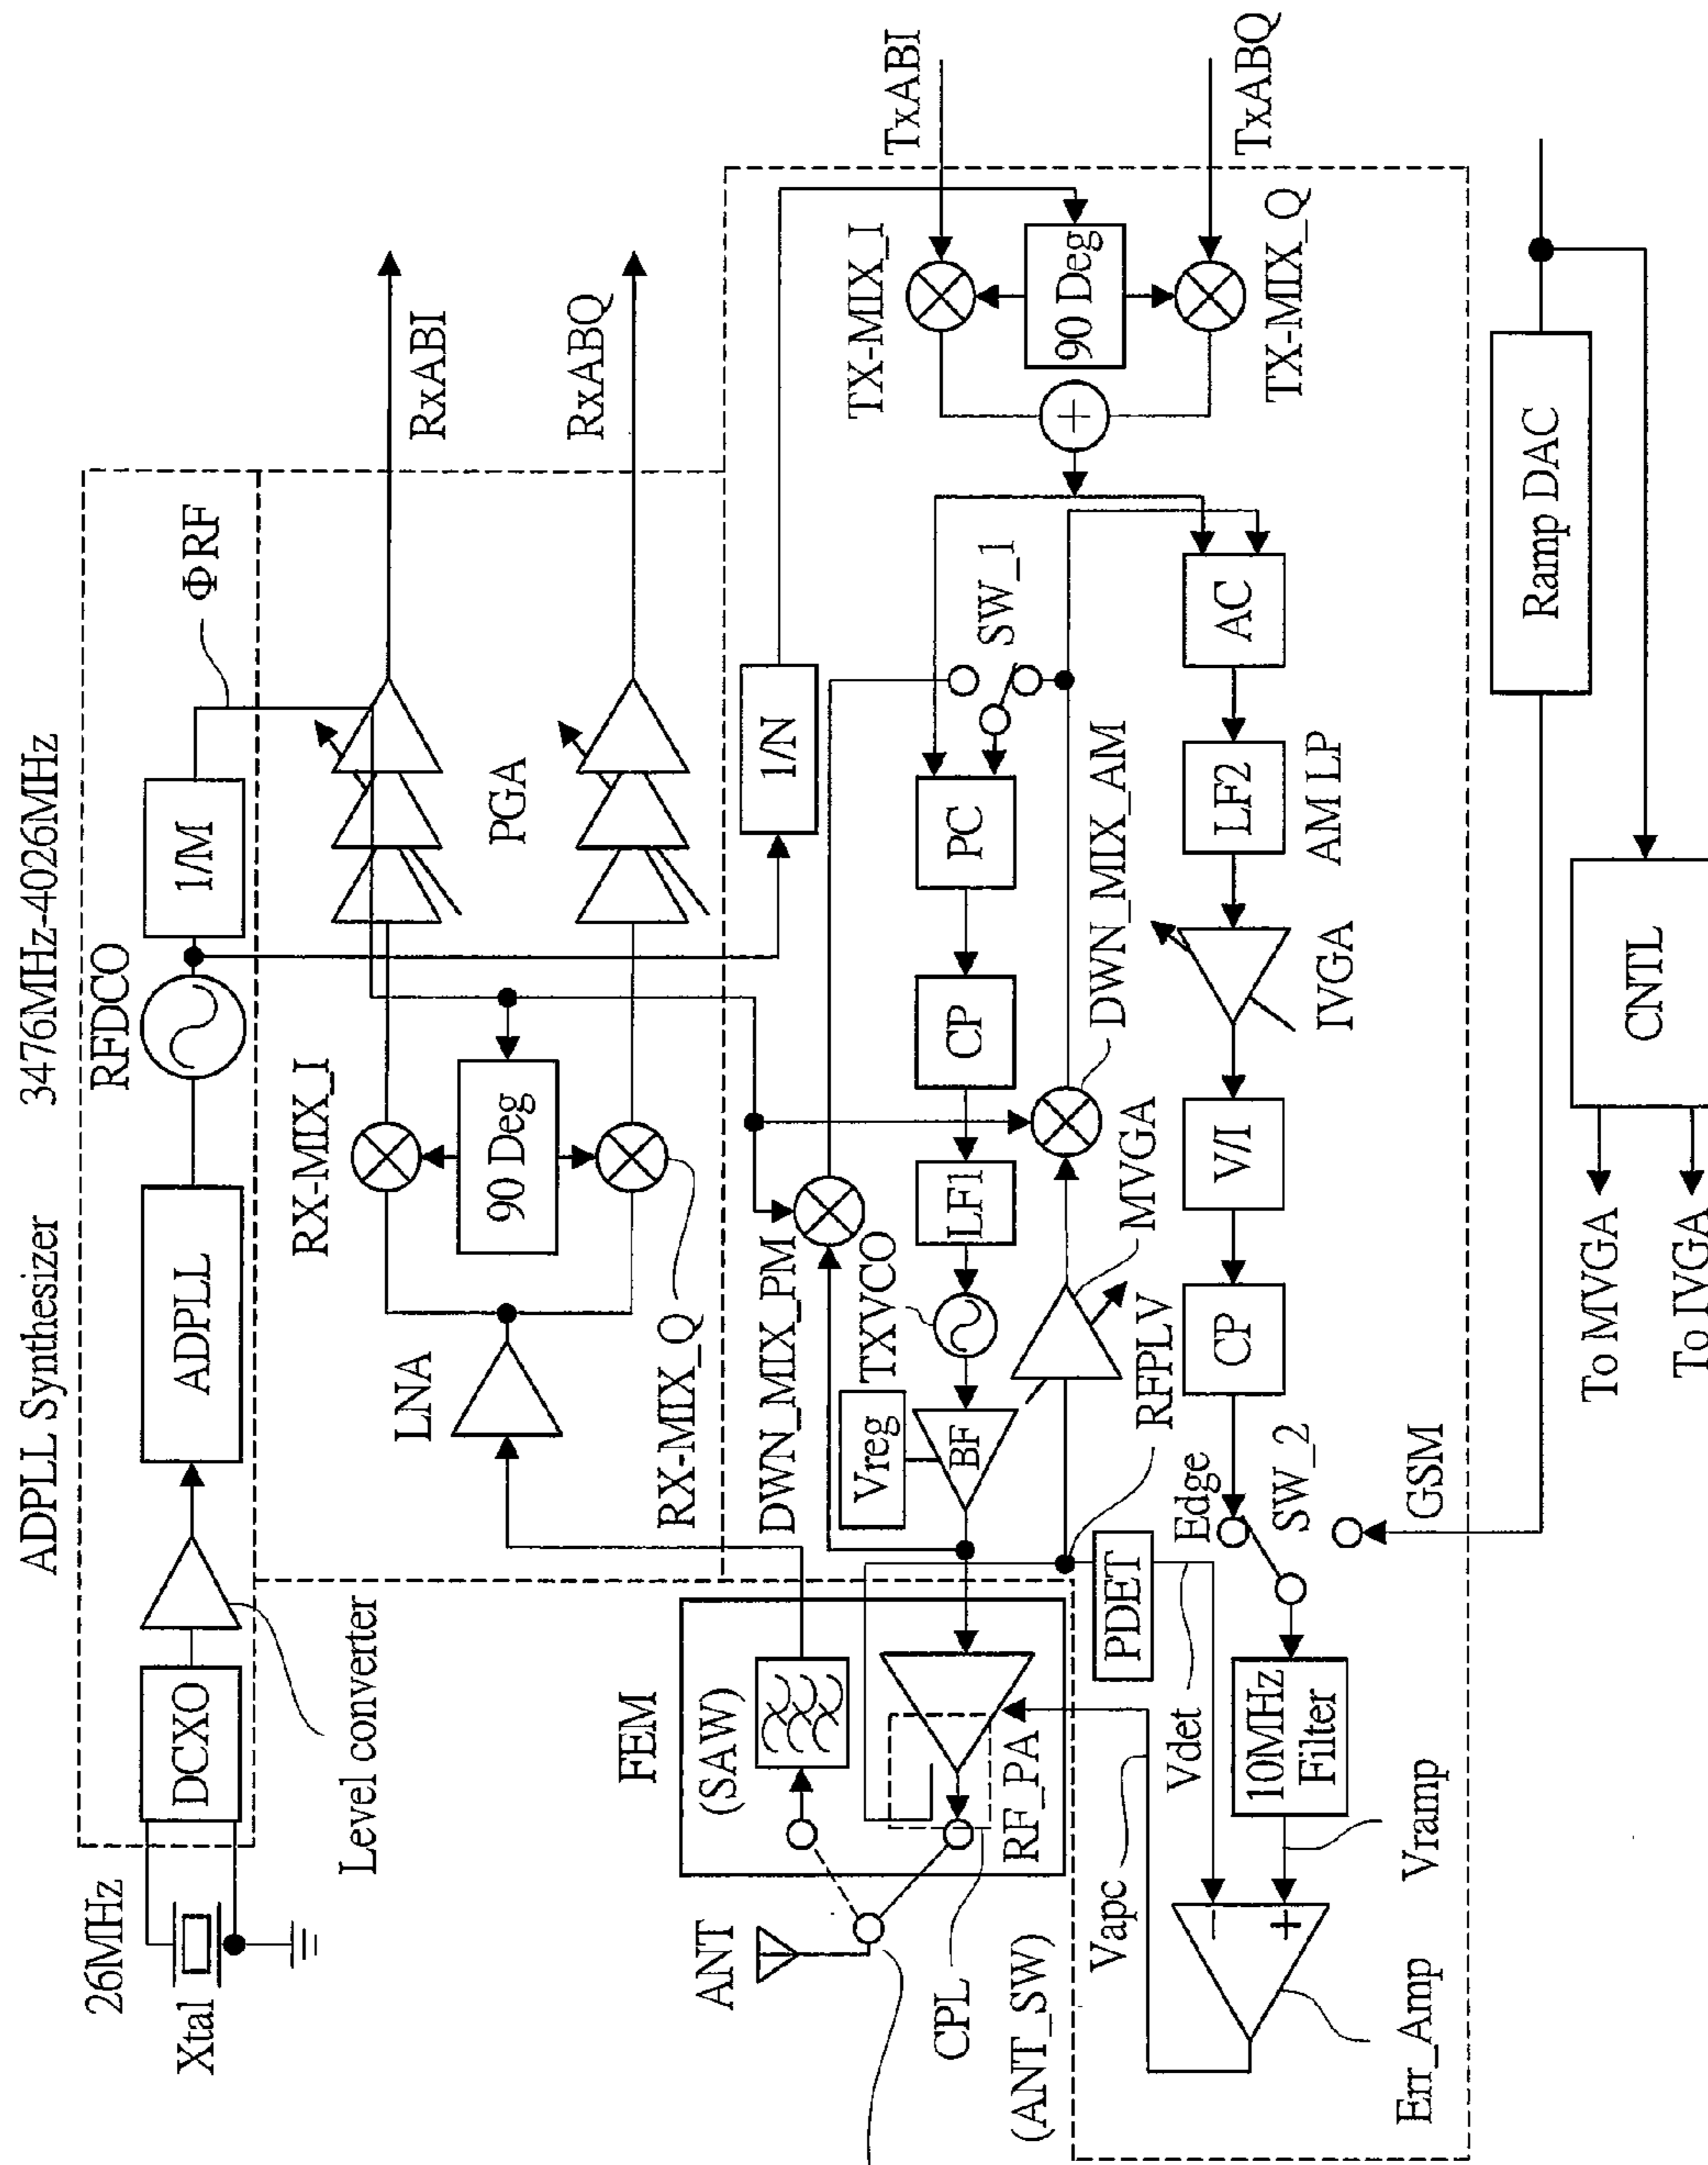 ADPLL Synthesizer
3476MHz-4026MHz
26MHz
Xtal
DCXO
ADPLL
RFDCO
1/M
ΦRF
Level converter
LNA
RX-MIX_I
90 Deg
RX-MIX_Q
PGA
RxABI
RxABQ
FEM
(SAW)
ANT
CPL
RF_PA
(ANT_SW)
DWN_MIX_PM
TXVCO
Vreg
BF
LF1
CP
PC
SW_1
1/N
TX-MIX_I
90 Deg
TX-MIX_Q
TxABI
TxABQ
+
DWN_MIX_AM
MVGA
RFPLV
PDET
Vdet
Vapc
AC
LF2
AM LP
IVGA
V/I
CP
Edge
SW_2
GSM
10MHz
Filter
Vramp
−
+
Err_Amp
Ramp DAC
CNTL
To MVGA
To IVGA